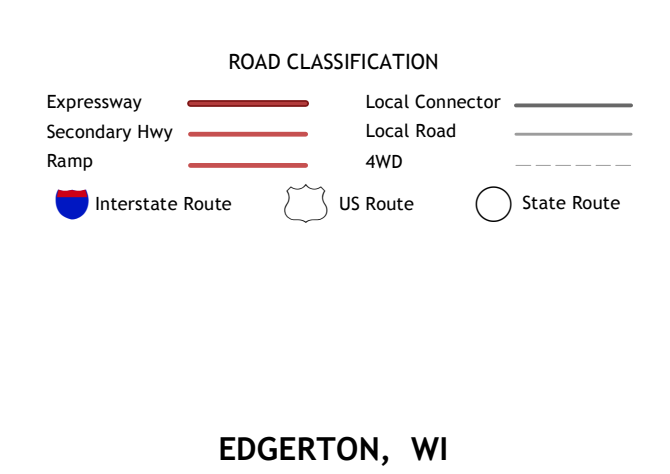 ROAD CLASSIFICATION
Expressway
Local Connector
Secondary Hwy
Local Road
Ramp
4WD
Interstate Route
US Route
State Route
EDGERTON, WI